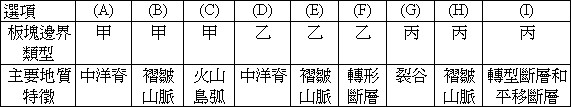 選項 (A) (B) (C) (D) (E) (F) (G) (H) (I)
板塊邊界類型 甲 甲 甲 乙 乙 乙 丙 丙 丙
主要地質特徵 中洋脊 褶皺山脈 火山島弧 中洋脊 褶皺山脈 轉形斷層 裂谷 褶皺山脈 轉型斷層和平移斷層